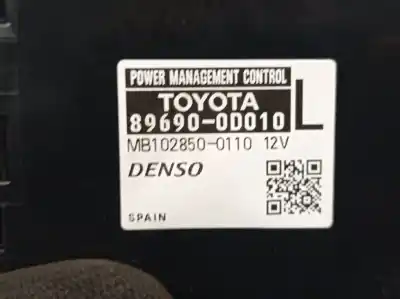 POWER MANAGEMENT CONTROL
TOYOTA
89690-0D010 L
MB102850-0110 12V
DENSO
SPAIN